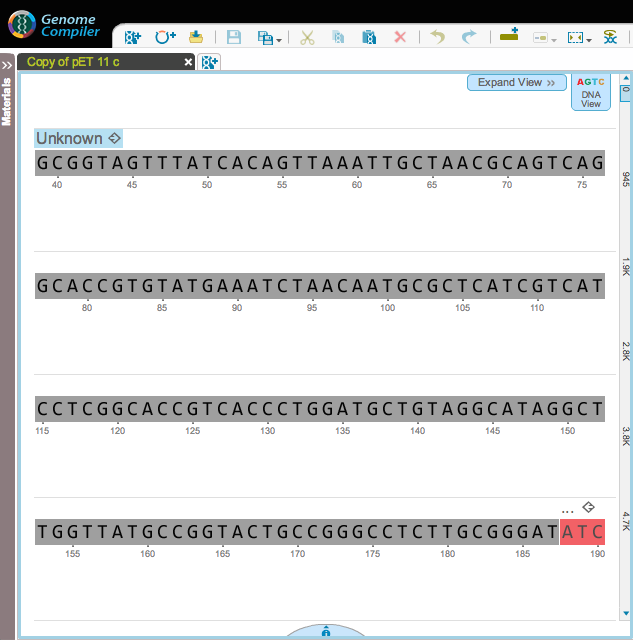 Genome
Compiler
Copy of pET 11 c
Materials
Expand View »
AGTC
DNA
View
0
945
1.9K
2.8K
3.8K
4.7K
Unknown
GCGGTAGTTTATCACAGTTAAATTGCTAACGCAGTCAG
40 45 50 55 60 65 70 75
GCACCGTGTATGAAATCTAACAATGCGCTCATCGTCAT
80 85 90 95 100 105 110
CCTCGGCACCGTCACCCTGGATGCTGTAGGCATAGGCT
115 120 125 130 135 140 145 150
...
TGGTTATGCCGGTACTGCCGGGCCTCTTGCGGGATATC
155 160 165 170 175 180 185 190